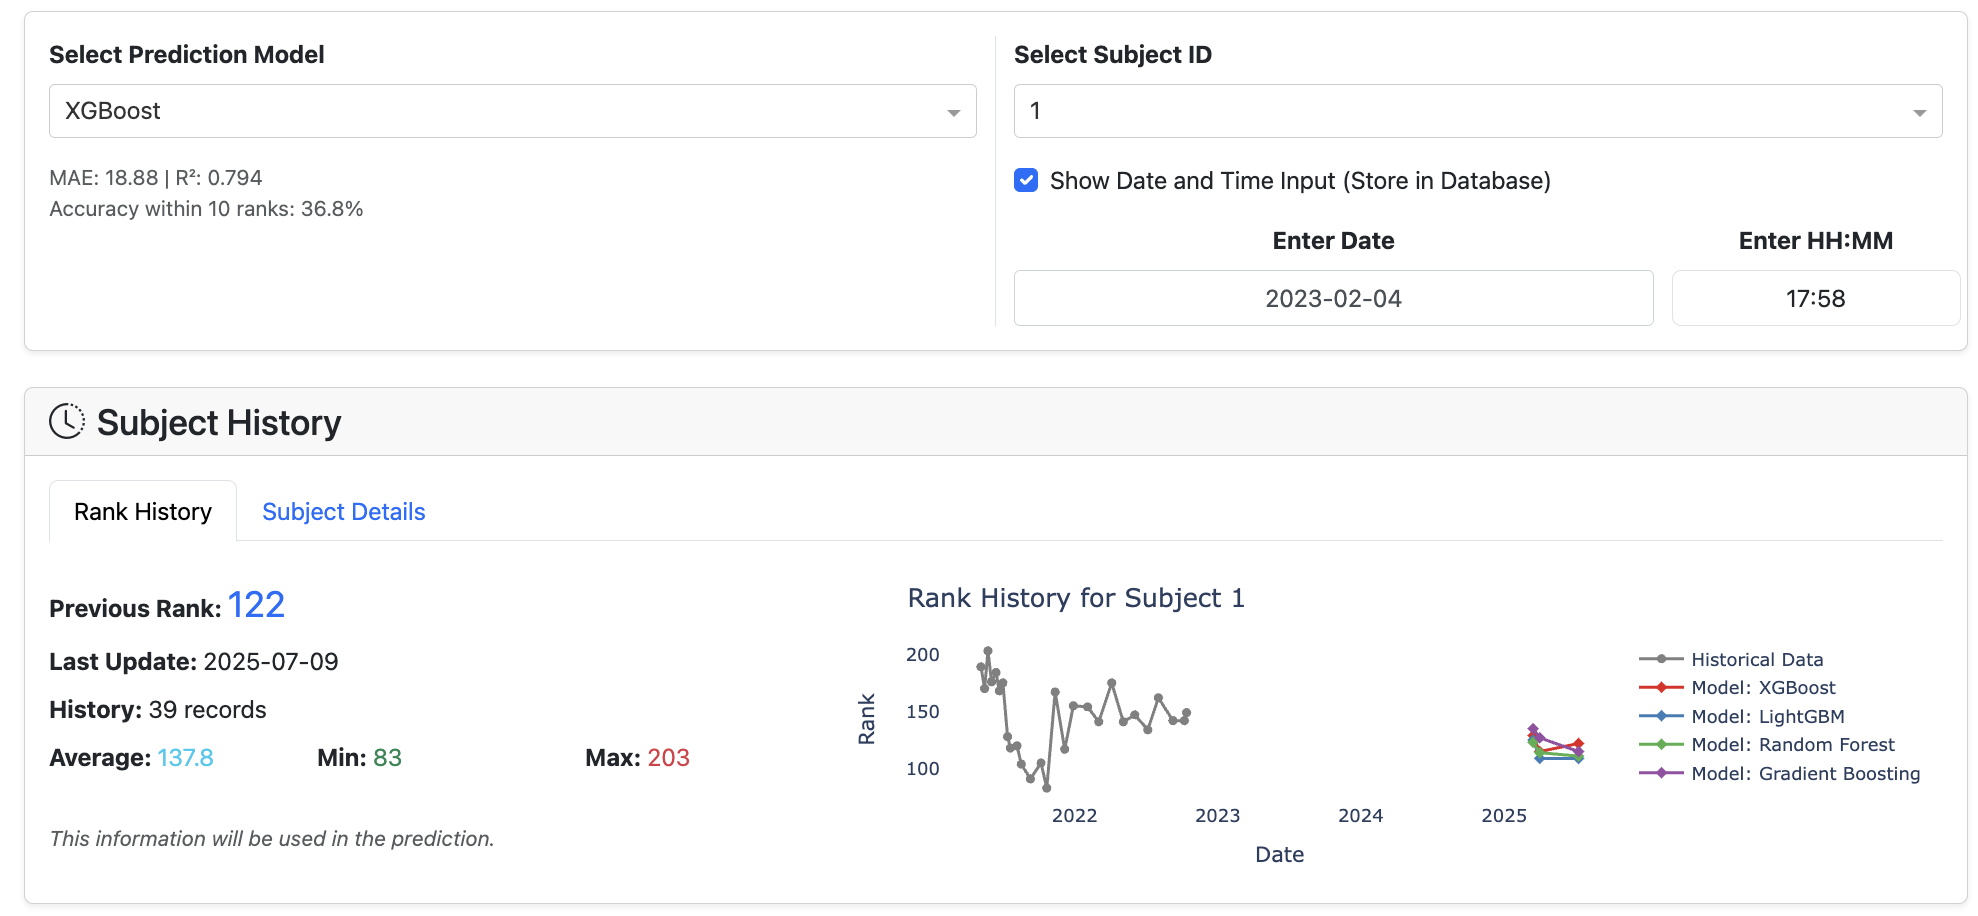 Select Prediction Model
XGBoost
MAE: 18.88 | R²: 0.794
Accuracy within 10 ranks: 36.8%
Select Subject ID
1
Show Date and Time Input (Store in Database)
Enter Date
Enter HH:MM
2023-02-04
17:58
Subject History
Rank History
Subject Details
Previous Rank: 122
Last Update: 2025-07-09
History: 39 records
Average: 137.8
Min: 83
Max: 203
This information will be used in the prediction.
Rank History for Subject 1
Rank
200
150
100
2022
2023
2024
2025
Date
Historical Data
Model: XGBoost
Model: LightGBM
Model: Random Forest
Model: Gradient Boosting